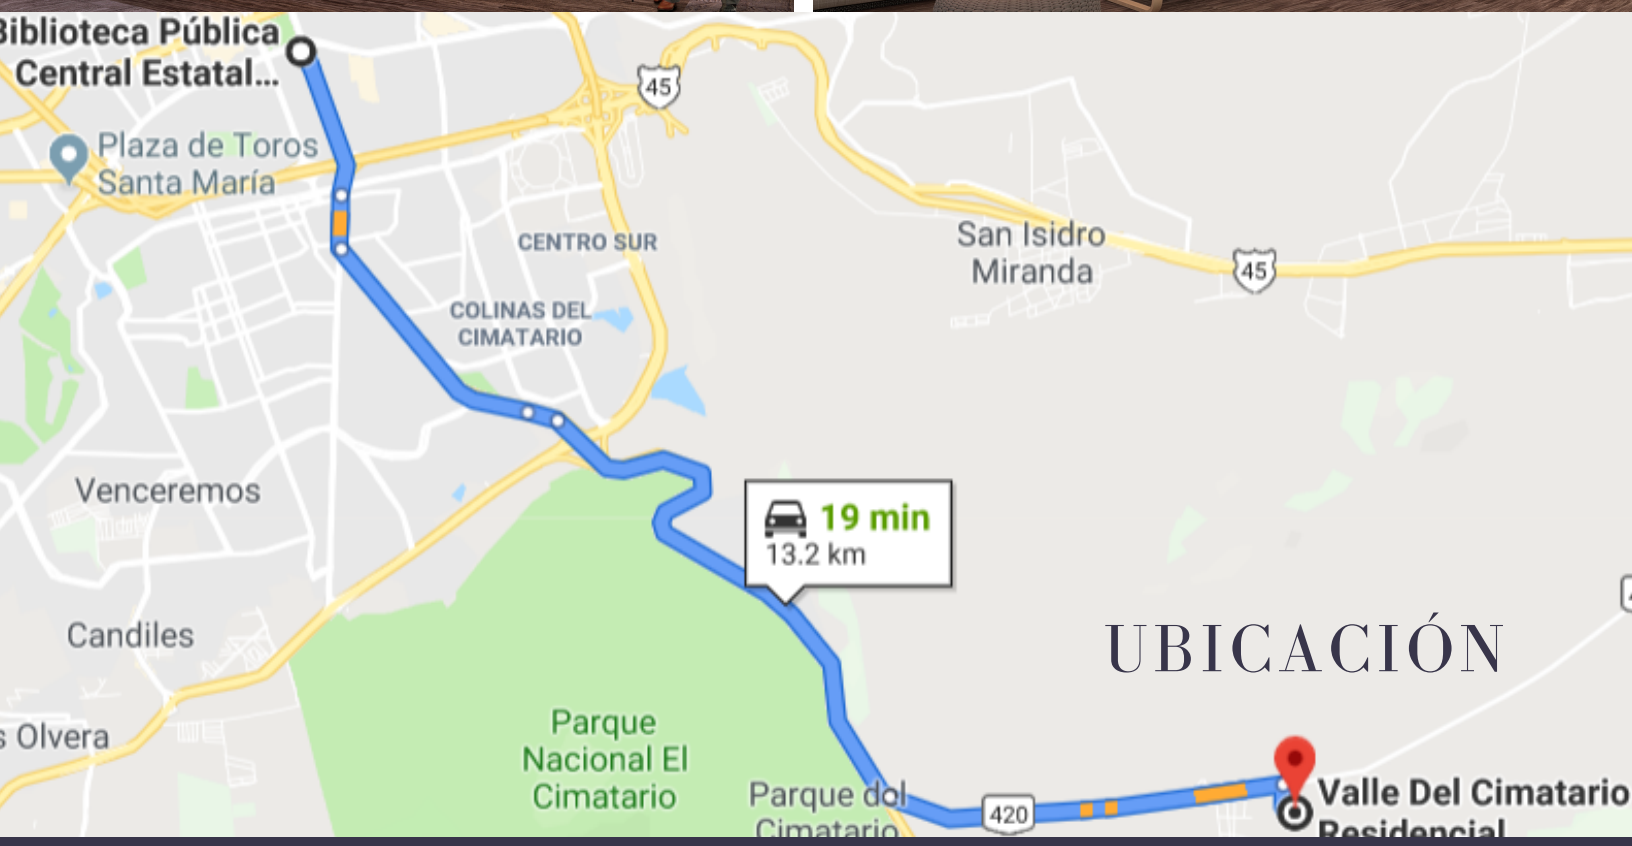 Biblioteca Pública
Central Estatal...
45
Plaza de Toros
Santa María
CENTRO SUR
San Isidro
Miranda
45
COLINAS DEL
CIMATARIO
Venceremos
19 min
13.2 km
Candiles
UBICACIÓN
s Olvera
Parque
Nacional El
Cimatario
Parque del
Cimatario
420
Valle Del Cimatario
Residencial